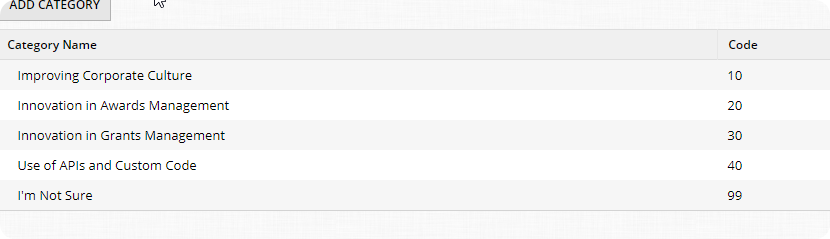 ADD CATEGORY
Category Name Code
Improving Corporate Culture 10
Innovation in Awards Management 20
Innovation in Grants Management 30
Use of APIs and Custom Code 40
I'm Not Sure 99